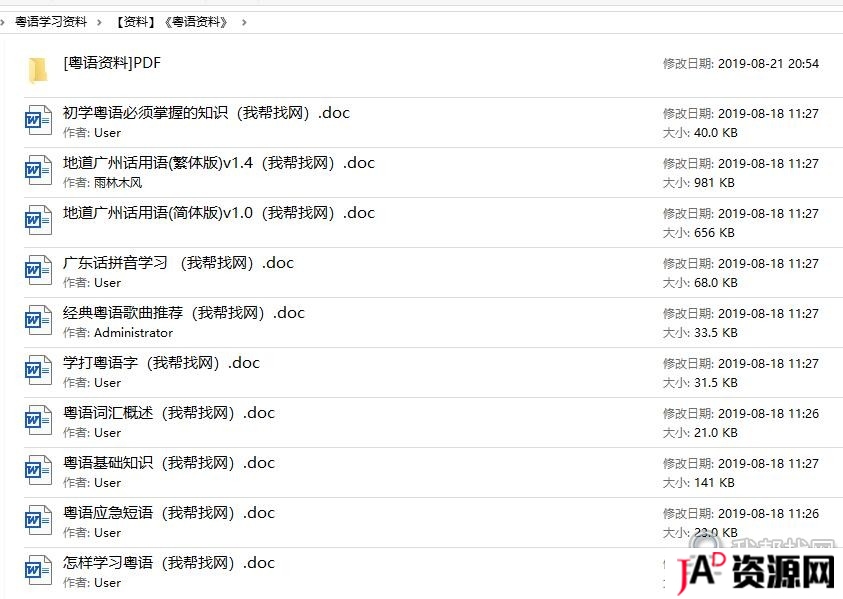 粤语学习资料 > 【资料】《粤语资料》 >
[粤语资料]PDF
修改日期: 2019-08-21 20:54
初学粤语必须掌握的知识（我帮找网）.doc
修改日期: 2019-08-18 11:27
作者: User
大小: 40.0 KB
地道广州话用语(繁体版)v1.4（我帮找网）.doc
修改日期: 2019-08-18 11:27
作者: 雨林木风
大小: 981 KB
地道广州话用语(简体版)v1.0（我帮找网）.doc
修改日期: 2019-08-18 11:27
大小: 656 KB
广东话拼音学习 （我帮找网）.doc
修改日期: 2019-08-18 11:27
作者: User
大小: 68.0 KB
经典粤语歌曲推荐（我帮找网）.doc
修改日期: 2019-08-18 11:27
作者: Administrator
大小: 33.5 KB
学打粤语字（我帮找网）.doc
修改日期: 2019-08-18 11:27
作者: User
大小: 31.5 KB
粤语词汇概述（我帮找网）.doc
修改日期: 2019-08-18 11:26
作者: User
大小: 21.0 KB
粤语基础知识（我帮找网）.doc
修改日期: 2019-08-18 11:27
作者: User
大小: 141 KB
粤语应急短语（我帮找网）.doc
修改日期: 2019-08-18 11:26
作者: User
大小: 23.0 KB
怎样学习粤语（我帮找网）.doc
作者: User
JAD资源网